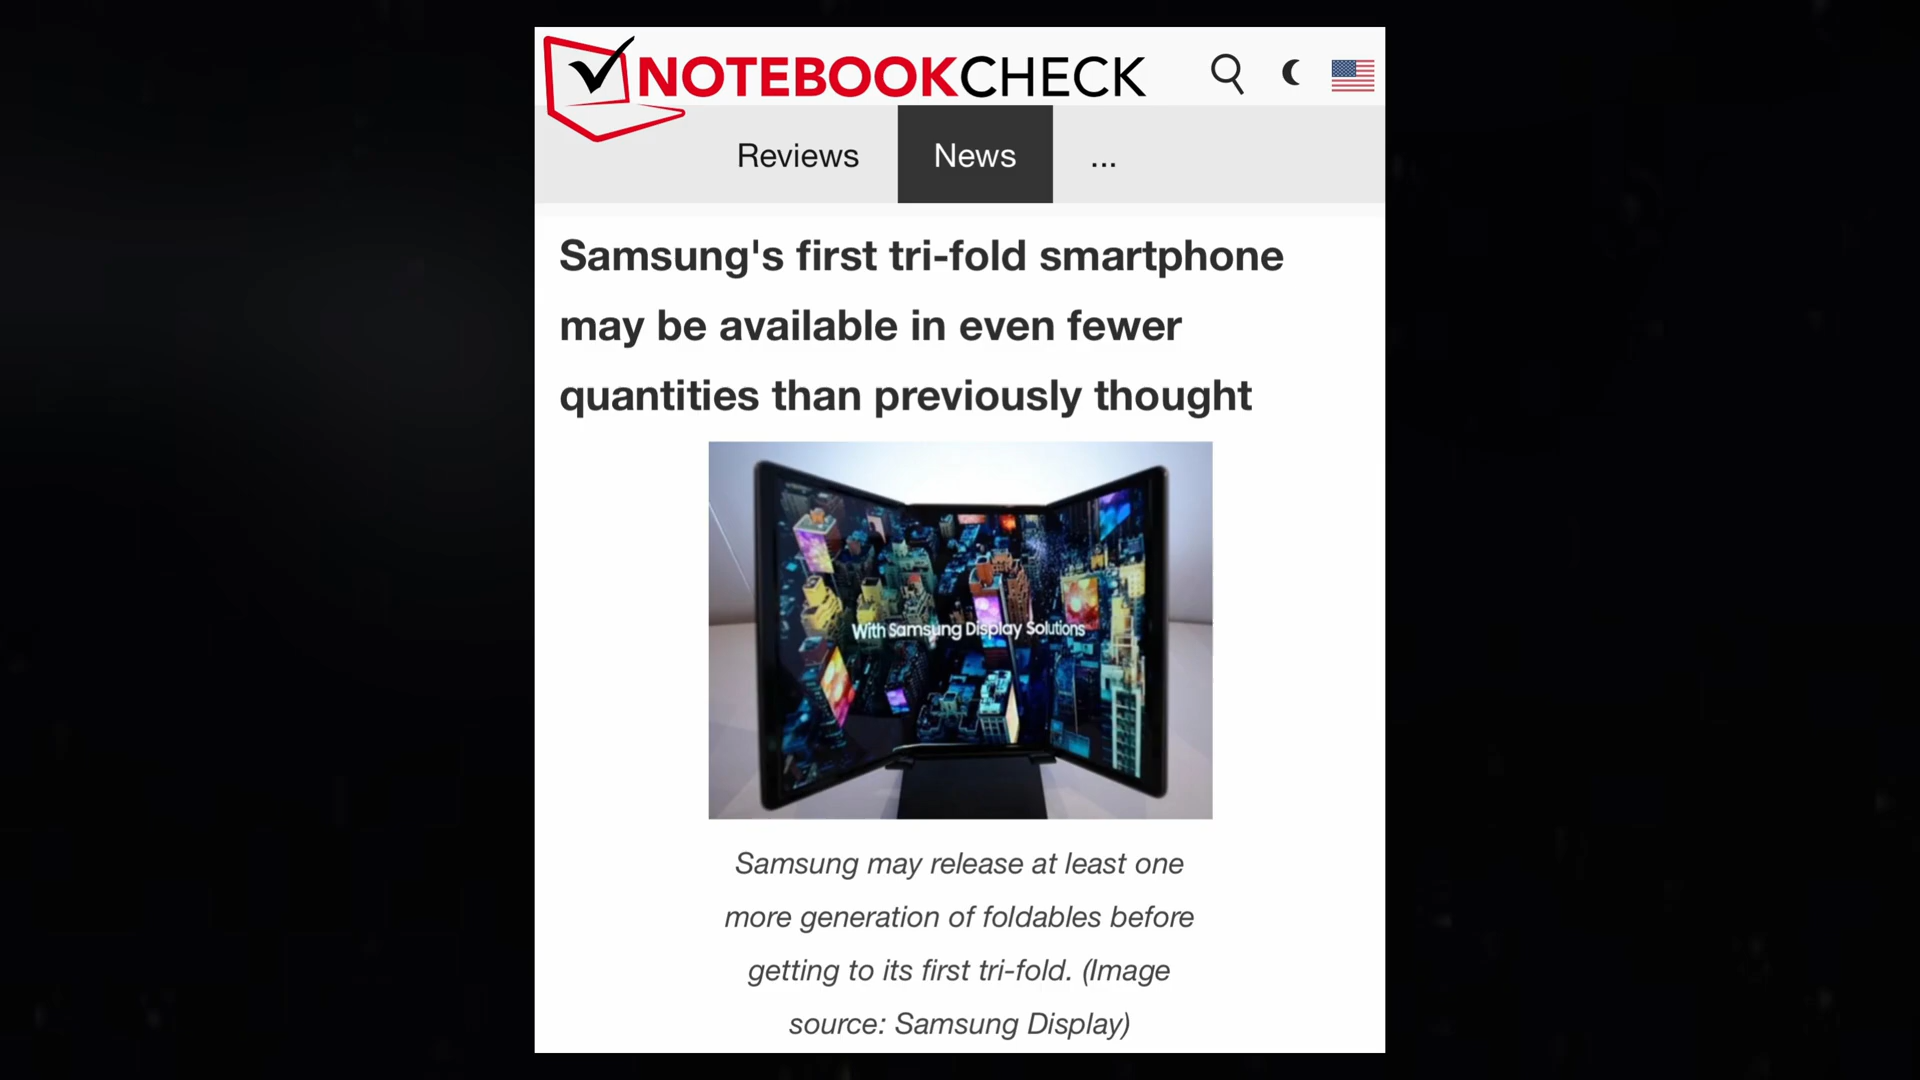 NOTEBOOKCHECK
Reviews News ...
Samsung's first tri-fold smartphone
may be available in even fewer
quantities than previously thought
With Samsung Display Solutions
Samsung may release at least one
more generation of foldables before
getting to its first tri-fold. (Image
source: Samsung Display)